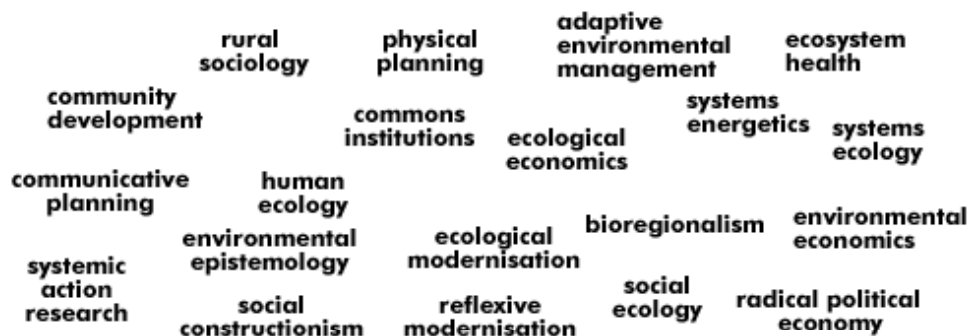 rural
sociology
physical
planning
adaptive
environmental
management
ecosystem
health
community
development
commons
institutions
ecological
economics
systems
energetics
systems
ecology
communicative
planning
human
ecology
bioregionalism
environmental
economics
environmental
epistemology
ecological
modernisation
systemic
action
research
social
constructionism
reflexive
modernisation
social
ecology
radical political
economy